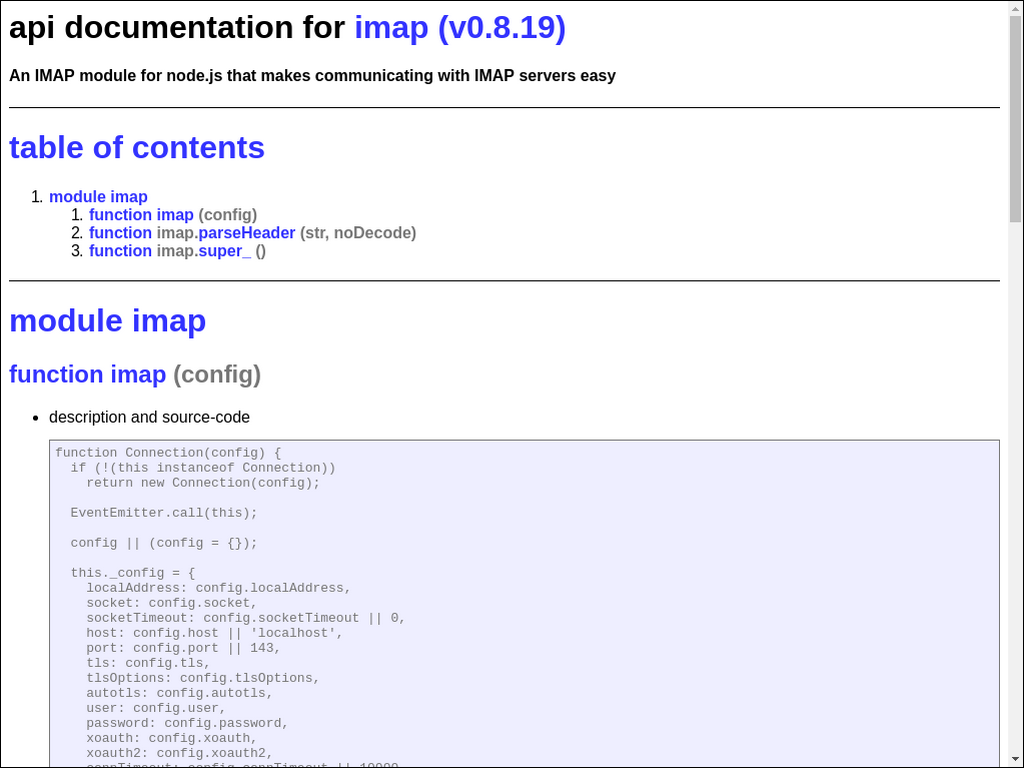 api documentation for imap (v0.8.19)
An IMAP module for node.js that makes communicating with IMAP servers easy
table of contents
1. module imap
1. function imap (config)
2. function imap.parseHeader (str, noDecode)
3. function imap.super_ ()
module imap
function imap (config)
• description and source-code
function Connection(config) {
  if (!(this instanceof Connection))
    return new Connection(config);
  EventEmitter.call(this);
  config || (config = {});
  this._config = {
    localAddress: config.localAddress,
    socket: config.socket,
    socketTimeout: config.socketTimeout || 0,
    host: config.host || 'localhost',
    port: config.port || 143,
    tls: config.tls,
    tlsOptions: config.tlsOptions,
    autotls: config.autotls,
    user: config.user,
    password: config.password,
    xoauth: config.xoauth,
    xoauth2: config.xoauth2,
    connTimeout: config.connTimeout || 10000,